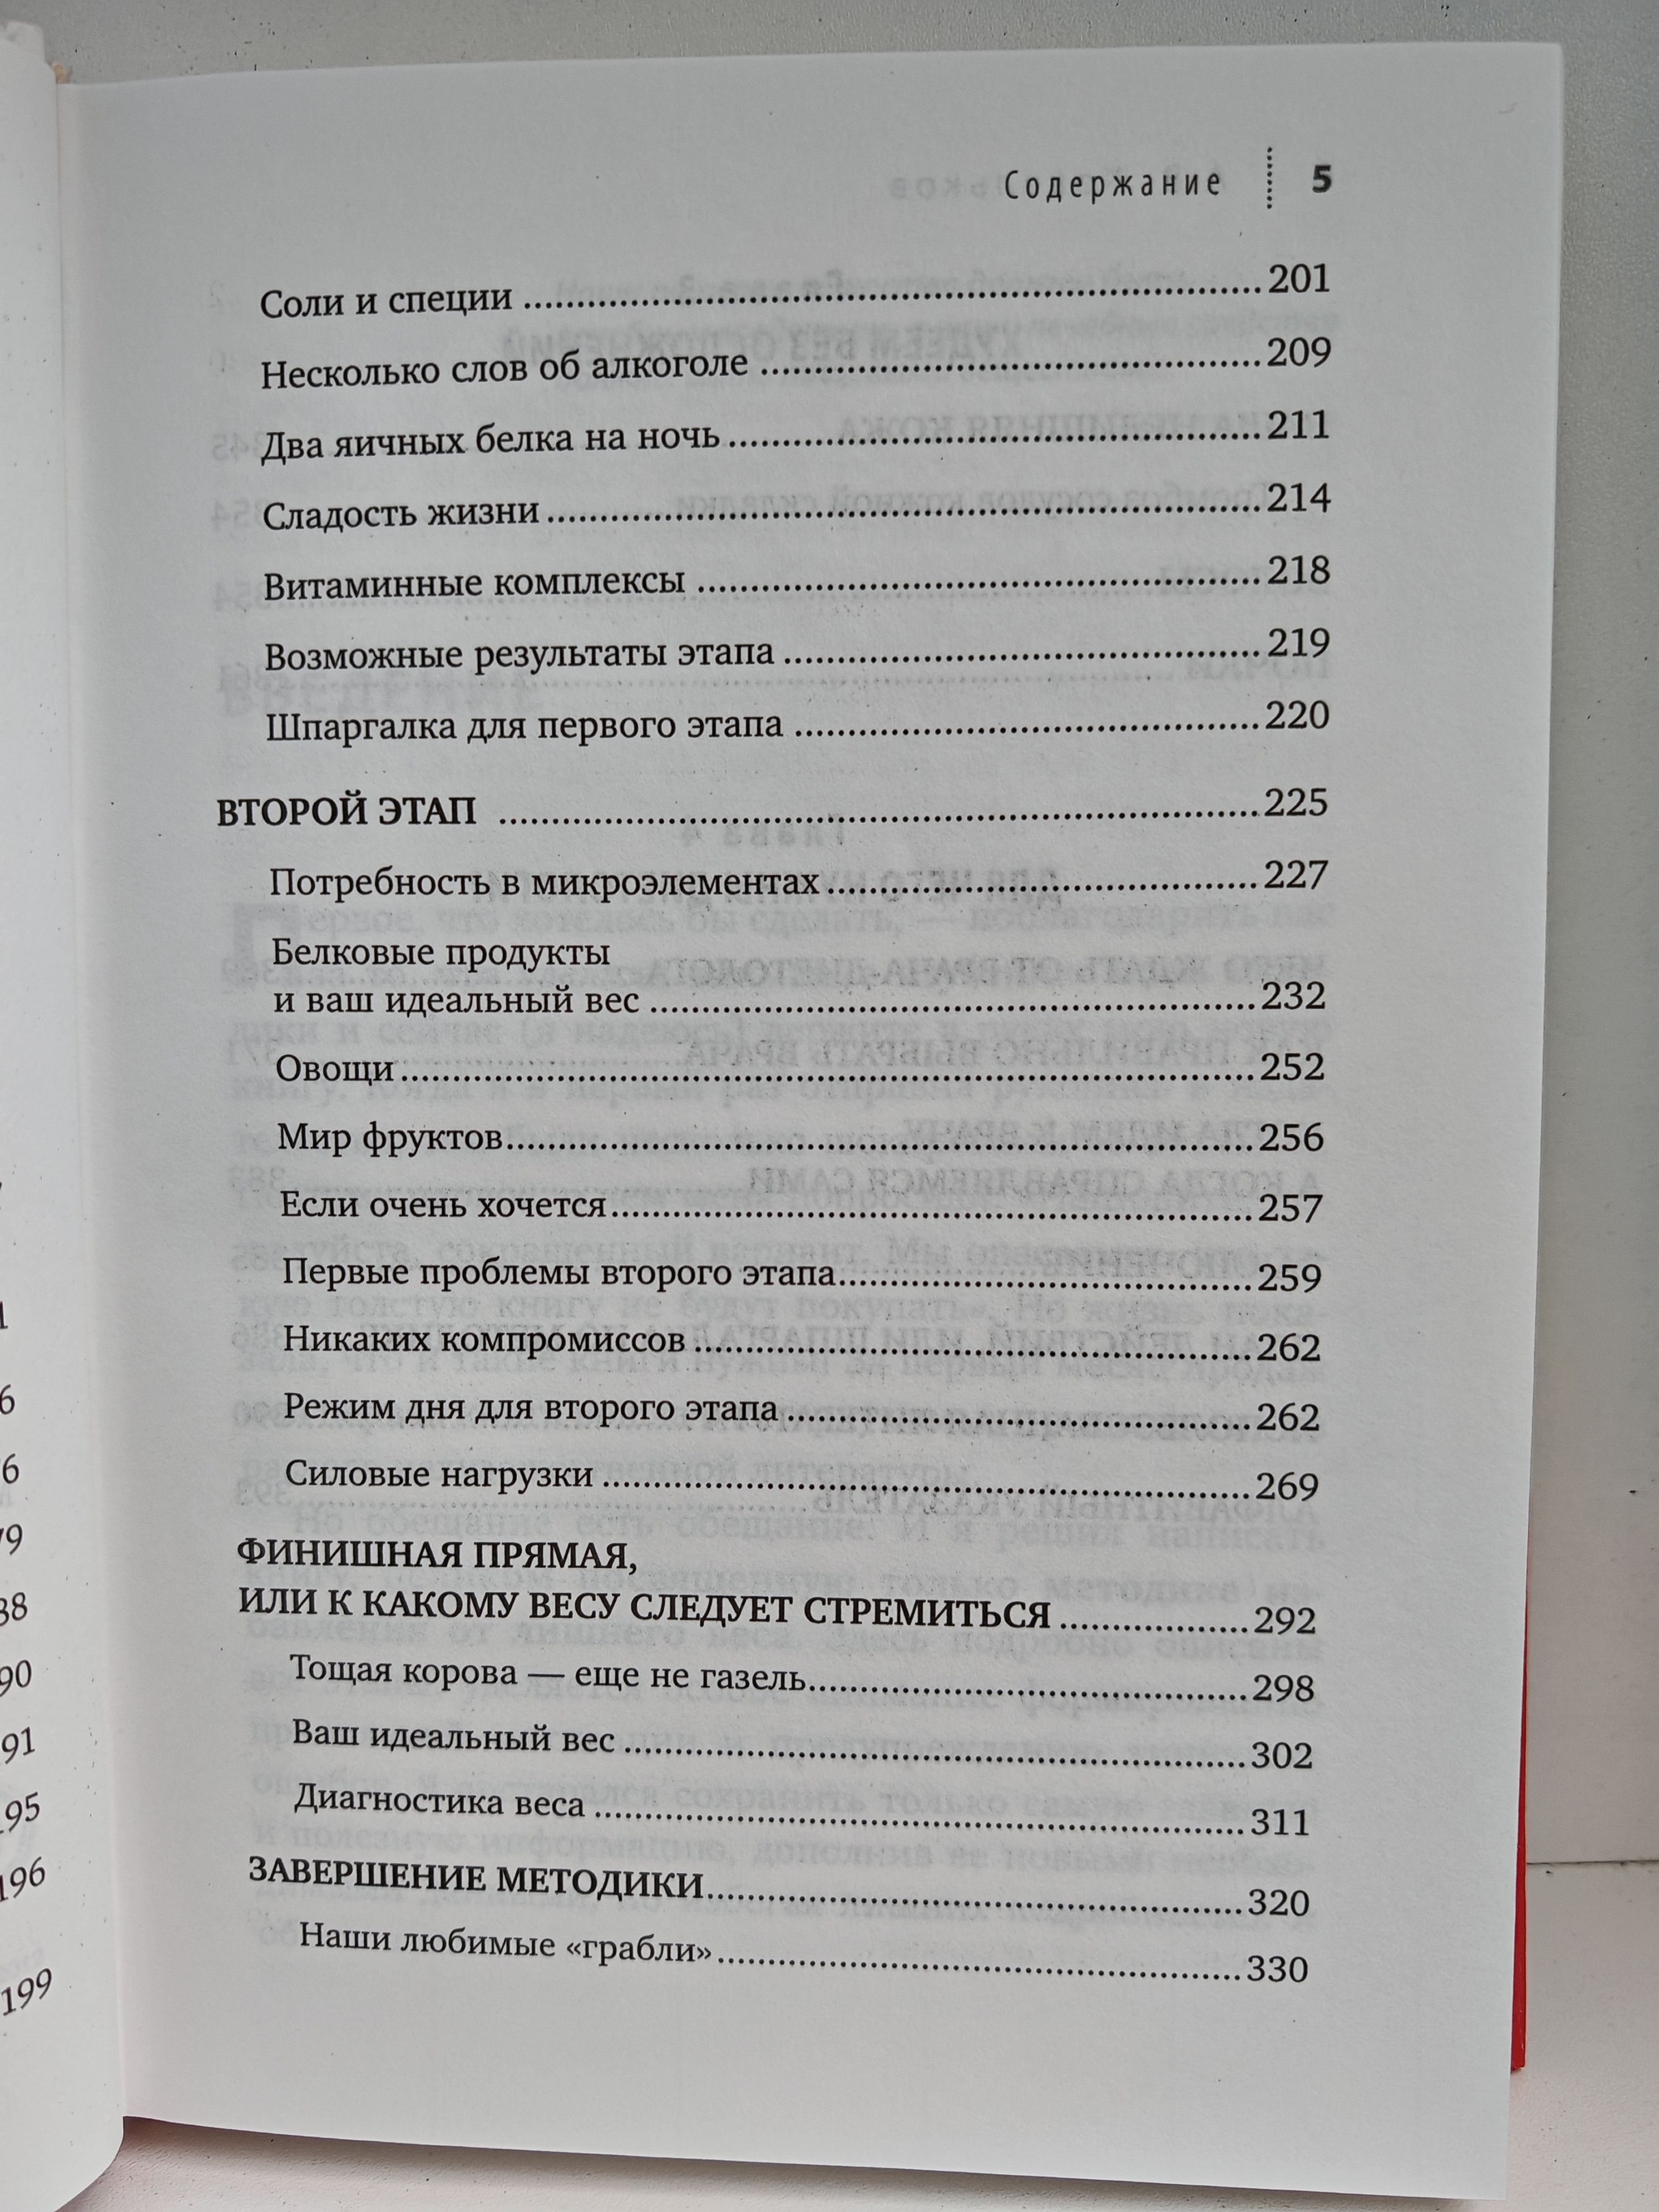 Содержание 5
Соли и специи 201
Несколько слов об алкоголе 209
Два яичных белка на ночь 211
Сладость жизни 214
Витаминные комплексы 218
Возможные результаты этапа 219
Шпаргалка для первого этапа 220
ВТОРОЙ ЭТАП 225
Потребность в микроэлементах 227
Белковые продукты
и ваш идеальный вес 232
Овощи 252
Мир фруктов 256
Если очень хочется 257
Первые проблемы второго этапа 259
Никаких компромиссов 262
Режим дня для второго этапа 262
Силовые нагрузки 269
ФИНИШНАЯ ПРЯМАЯ,
ИЛИ К КАКОМУ ВЕСУ СЛЕДУЕТ СТРЕМИТЬСЯ 292
Тощая корова — еще не газель 298
Ваш идеальный вес 302
Диагностика веса 311
ЗАВЕРШЕНИЕ МЕТОДИКИ 320
Наши любимые «грабли» 330
196
199